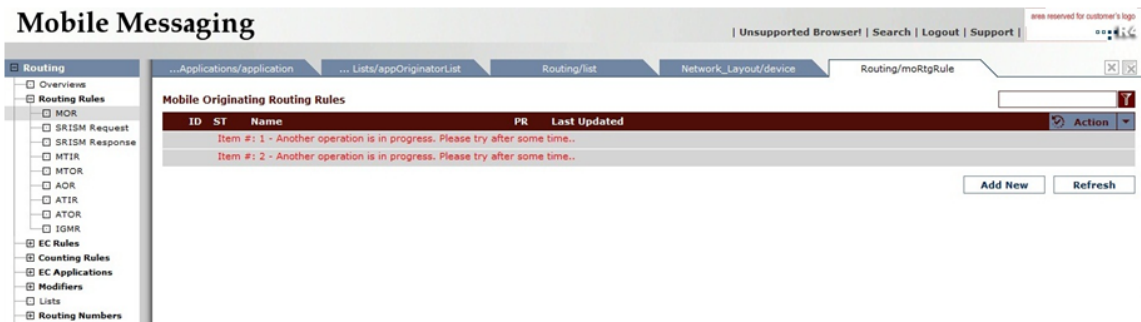 area reserved for customer's logo
Mobile Messaging
| Unsupported Browser! | Search | Logout | Support |
Routing
...Applications/application
... Lists/appOriginatorList
Routing/list
Network_Layout/device
Routing/moRtgRule
Overviews
Routing Rules
MOR
SRISM Request
SRISM Response
MTIR
MTOR
AOR
ATIR
ATOR
IGMR
EC Rules
Counting Rules
EC Applications
Modifiers
Lists
Routing Numbers
Mobile Originating Routing Rules
ID ST Name PR Last Updated Action
Item #: 1 - Another operation is in progress. Please try after some time..
Item #: 2 - Another operation is in progress. Please try after some time..
Add New Refresh